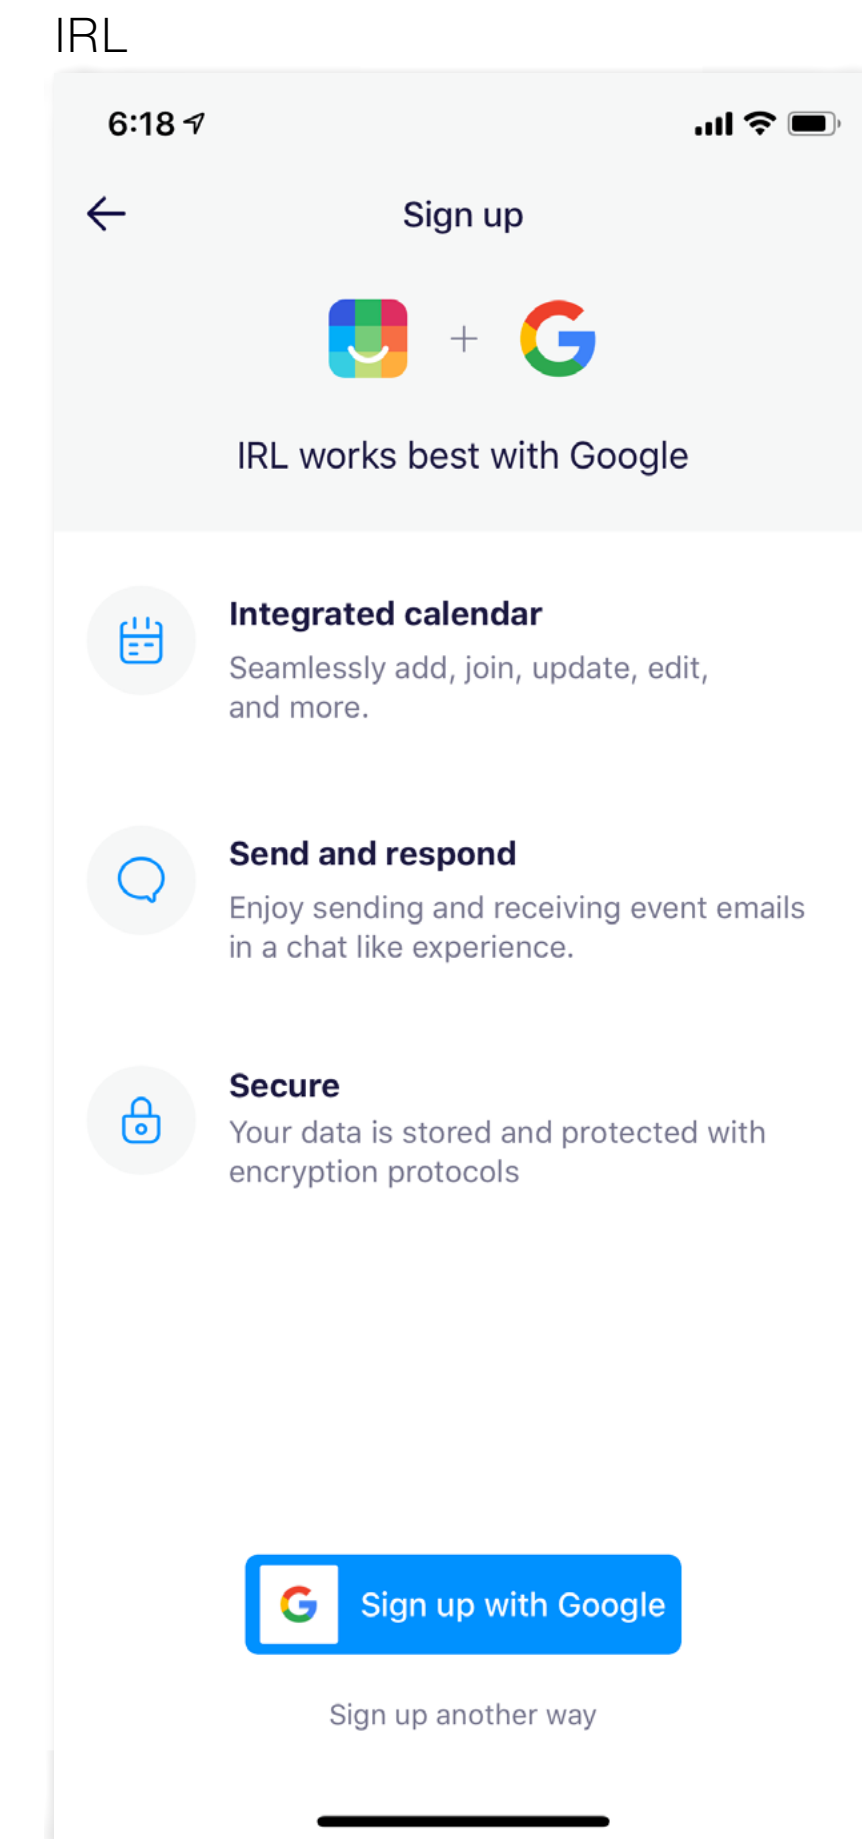 IRL
6:18
Sign up
IRL works best with Google
Integrated calendar
Seamlessly add, join, update, edit,
and more.
Send and respond
Enjoy sending and receiving event emails
in a chat like experience.
Secure
Your data is stored and protected with
encryption protocols
Sign up with Google
Sign up another way